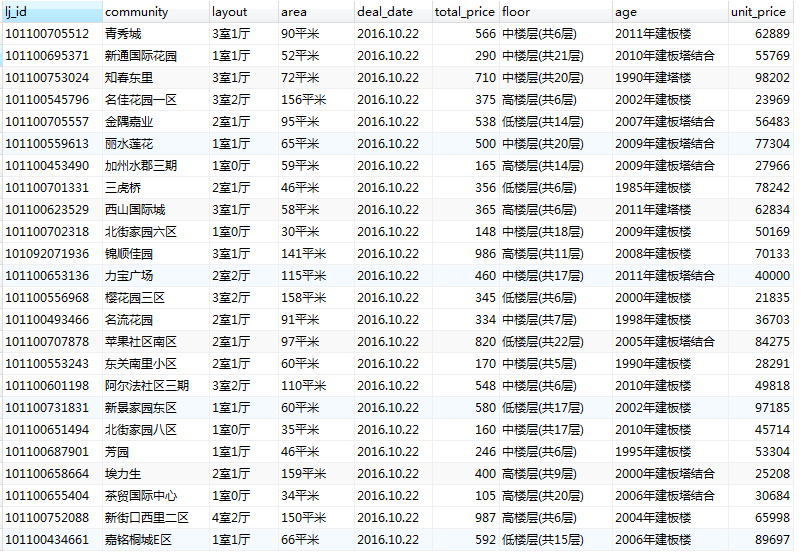 lj_id community layout area deal_date total_price floor age unit_price
101100705512 青秀城 3室1厅 90平米 2016.10.22 566 中楼层(共6层) 2011年建板楼 62889
101100695371 新通国际花园 1室1厅 52平米 2016.10.22 290 中楼层(共21层) 2010年建板塔结合 55769
101100753024 知春东里 3室1厅 72平米 2016.10.22 710 中楼层(共20层) 1990年建塔楼 98202
101100545796 名佳花园一区 3室2厅 156平米 2016.10.22 375 高楼层(共6层) 2002年建板楼 23969
101100705557 金隅嘉业 2室1厅 95平米 2016.10.22 538 低楼层(共14层) 2007年建板塔结合 56483
101100559613 丽水莲花 1室1厅 65平米 2016.10.22 500 中楼层(共20层) 2009年建板塔结合 77304
101100453490 加州水郡三期 1室0厅 59平米 2016.10.22 165 高楼层(共14层) 2009年建板塔结合 27966
101100701331 三虎桥 2室1厅 46平米 2016.10.22 356 低楼层(共6层) 1985年建板楼 78242
101100623529 西山国际城 3室1厅 58平米 2016.10.22 365 高楼层(共6层) 2011年建塔楼 62834
101100702318 北街家园六区 1室0厅 30平米 2016.10.22 148 中楼层(共18层) 2009年建板楼 50169
101092071936 锦顺佳园 3室1厅 141平米 2016.10.22 986 高楼层(共11层) 2008年建板楼 70133
101100653136 力宝广场 2室2厅 115平米 2016.10.22 460 中楼层(共17层) 2011年建板塔结合 40000
101100556968 樱花园三区 3室2厅 158平米 2016.10.22 345 低楼层(共6层) 2000年建板楼 21835
101100493466 名流花园 2室1厅 91平米 2016.10.22 334 中楼层(共7层) 1998年建板楼 36703
101100707878 苹果社区南区 2室1厅 97平米 2016.10.22 820 低楼层(共22层) 2005年建板塔结合 84275
101100553243 东关南里小区 2室1厅 60平米 2016.10.22 170 中楼层(共5层) 1990年建板楼 28291
101100601198 阿尔法社区三期 3室2厅 110平米 2016.10.22 548 中楼层(共6层) 2010年建板楼 49818
101100731831 新景家园东区 1室1厅 60平米 2016.10.22 580 低楼层(共17层) 2002年建板楼 97185
101100651494 北街家园八区 1室0厅 35平米 2016.10.22 160 中楼层(共17层) 2010年建板楼 45714
101100687901 芳园 1室1厅 46平米 2016.10.22 246 中楼层(共6层) 1995年建板楼 53304
101100658664 埃力生 2室1厅 159平米 2016.10.22 400 高楼层(共9层) 2000年建板塔结合 25208
101100655404 茶贸国际中心 1室0厅 34平米 2016.10.22 105 高楼层(共20层) 2006年建板塔结合 30684
101100752088 新街口西里二区 4室2厅 150平米 2016.10.22 987 高楼层(共6层) 2004年建板楼 65998
101100434661 嘉铭桐城E区 1室1厅 66平米 2016.10.22 592 低楼层(共15层) 2006年建板楼 89697